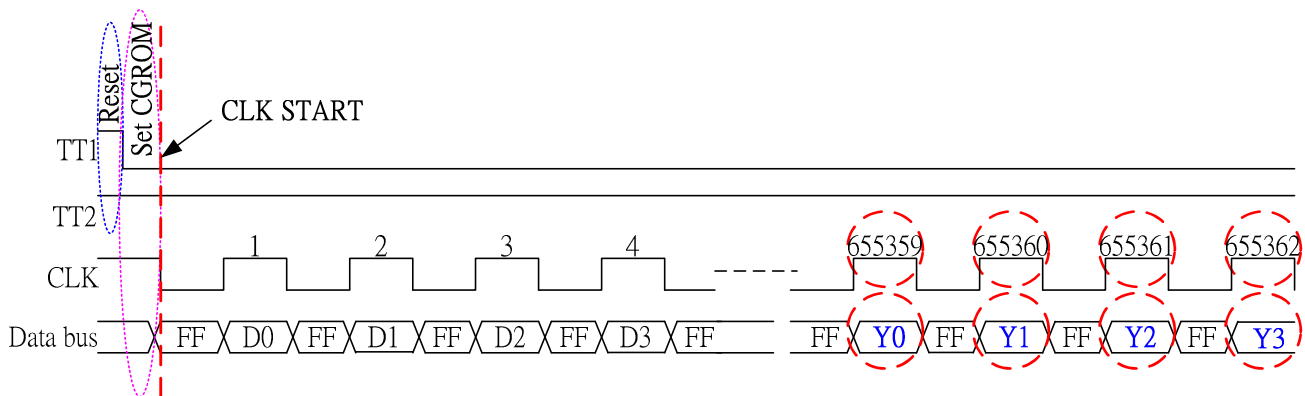 Reset
Set CGROM
CLK START
TT1
TT2
1 2 3 4 655359 655360 655361 655362
CLK
Data bus FF D0 FF D1 FF D2 FF D3 FF FF Y0 FF Y1 FF Y2 FF Y3